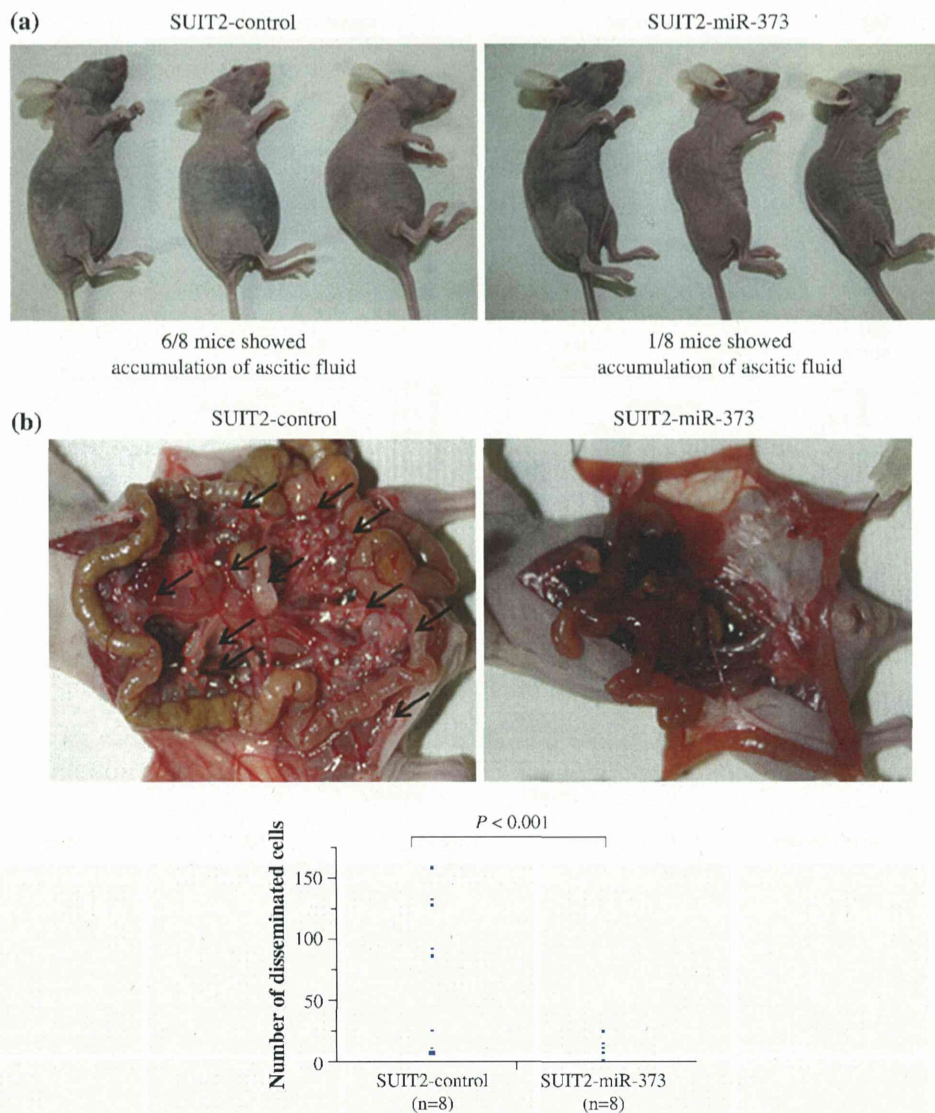 (a)
SUIT2-control
SUIT2-miR-373
6/8 mice showed
accumulation of ascitic fluid
1/8 mice showed
accumulation of ascitic fluid
(b)
SUIT2-control
SUIT2-miR-373
P < 0.001
Number of disseminated cells
150
100
50
0
SUIT2-control
(n=8)
SUIT2-miR-373
(n=8)